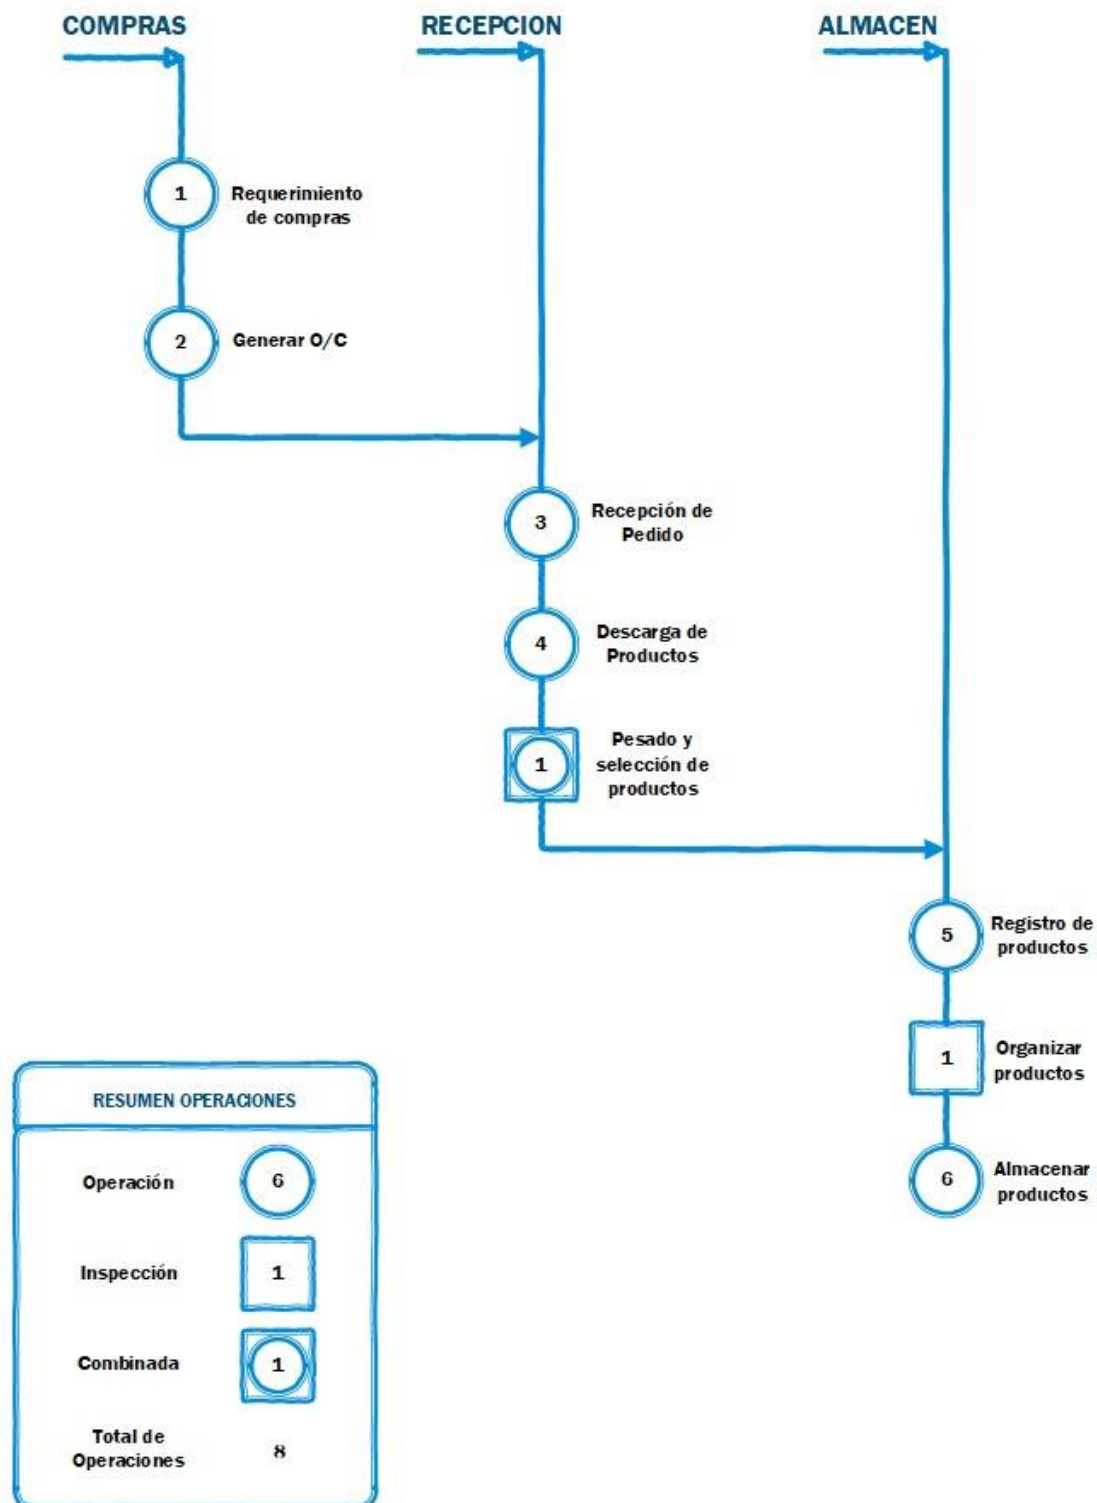 COMPRAS
RECEPCION
ALMACEN
1
Requerimiento
de compras
2
Generar O/C
3
Recepción de
Pedido
4
Descarga de
Productos
1
Pesado y
selección de
productos
5
Registro de
productos
1
Organizar
productos
6
Almacenar
productos
RESUMEN OPERACIONES
Operación
6
Inspección
1
Combinada
1
Total de
Operaciones
8